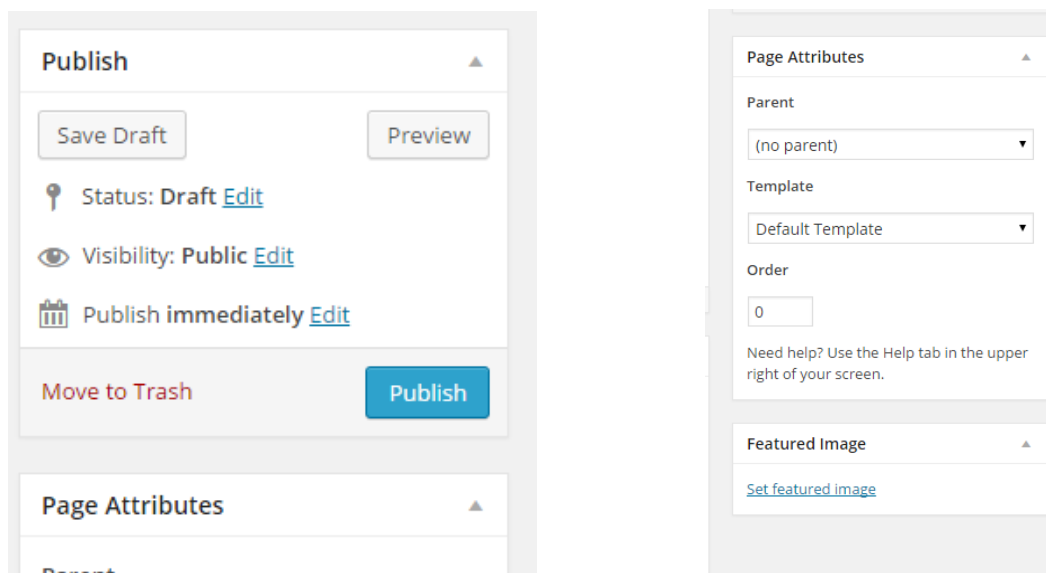 Publish
Save Draft
Preview
Status: Draft Edit
Visibility: Public Edit
Publish immediately Edit
Move to Trash
Publish
Page Attributes
Parent
Page Attributes
Parent
(no parent)
Template
Default Template
Order
0
Need help? Use the Help tab in the upper
right of your screen.
Featured Image
Set featured image